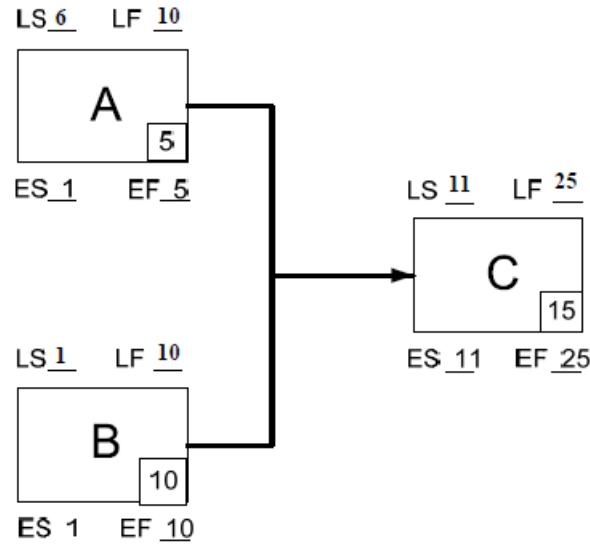 LS 6 LF 10
A
5
ES 1 EF 5
LS 11 LF 25
C
15
ES 11 EF 25
LS 1 LF 10
B
10
ES 1 EF 10